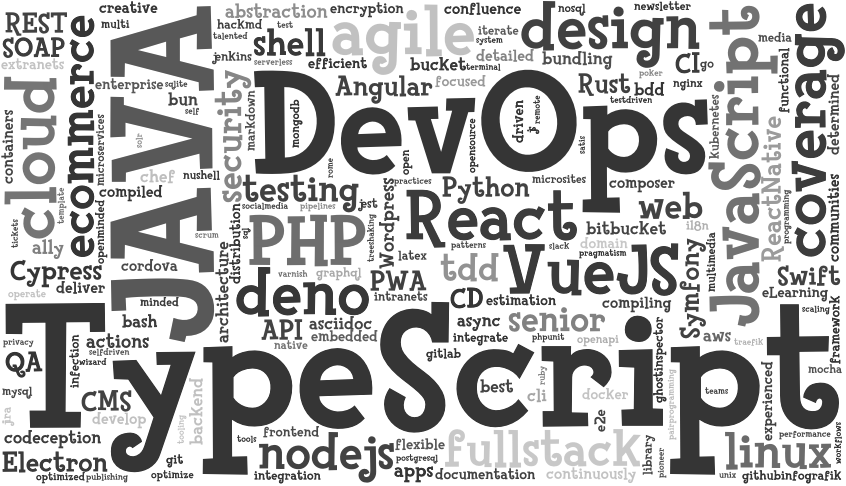 creative
abstraction
encryption
confluence
nosql
newsletter
REST
multi
hackmd
test
agile
iterate
design
media
SOAP
talented
shell
system
extranets
jenkins
serverless
detailed
bundling
CI
go
JavaScript
functional
coverage
ecommerce
JAVA
efficient
bucket
terminal
enterprise
sqlite
Angular
focused
Rust
poker
cloud
bun
bdd
nginx
self
security
markdown
DevOps
testdriven
containers
mongodb
driven
remote
determined
microservices
solr
opensource
kubernetes
satis
rome
open
chef
nushell
practices
microsites
compiled
testing
Python
composer
ReactNative
template
socialmedia
pipelines
jest
Wordpress
React
web
programming
communities
openminded
distribution
sql
PHP
treeshaking
bitbucket
i18n
tickets
scrum
patterns
slack
domain
ally
architecture
latex
tdd
VueJS
pragmatism
Symfony
multimedia
Cypress
cordova
varnish
graphql
PWA
Swift
deliver
deno
intranets
CD
estimation
compiling
eLearning
operate
minded
TypeScript
bash
API
asciidoc
async
senior
scaling
framework
privacy
actions
native
embedded
integrate
phpunit
openapi
aws
traefik
QA
infection
selfdriven
wizard
gitlab
ghostinspector
mocha
mysql
CMS
backend
best
cli
ruby
docker
teams
experienced
jira
develop
tooling
e2e
pairprogramming
codeception
tools
frontend
flexible
fullstack
library
performance
workflows
Electron
git
nodejs
postgresql
pioneer
linux
optimized
publishing
optimize
integration
apps
documentation
continuously
unix
githubinfografik